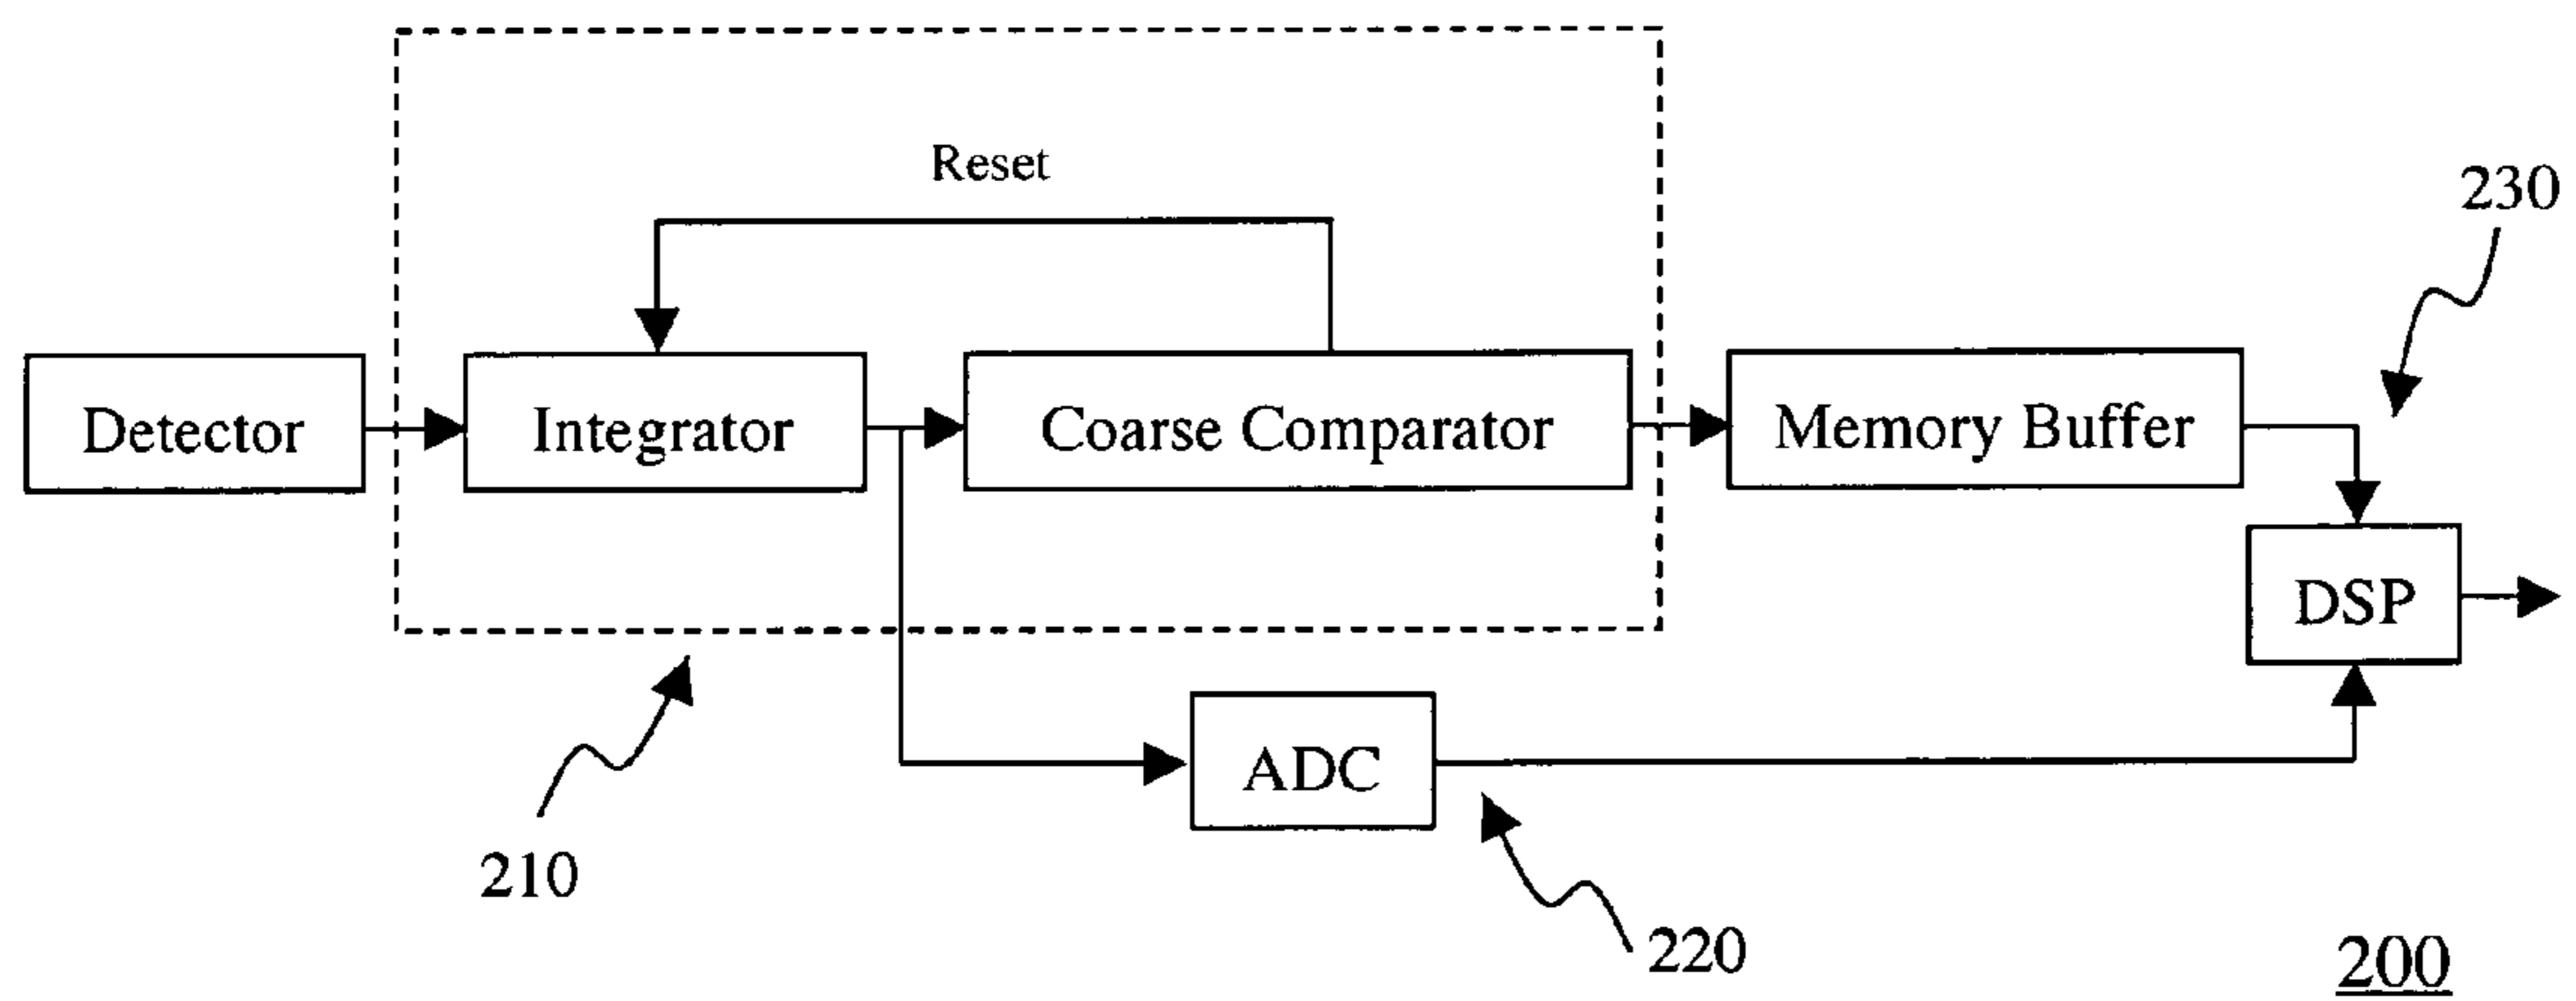 Reset
230
Detector
Integrator
Coarse Comparator
Memory Buffer
DSP
ADC
210
220
200